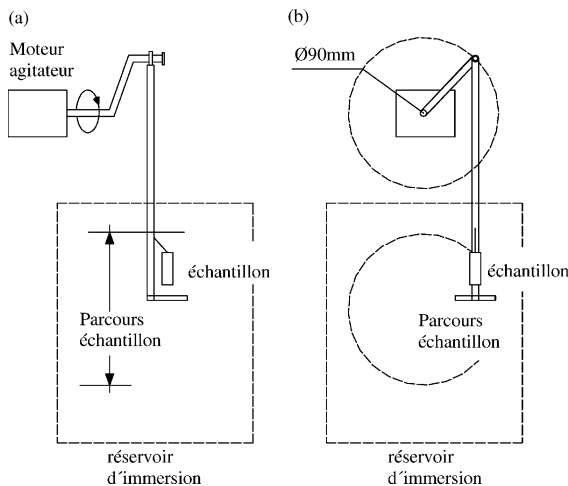 (a)
Moteur
agitateur
échantillon
Parcours
échantillon
réservoir
d´immersion
(b)
Ø90mm
échantillon
Parcours
échantillon
réservoir
d´immersion